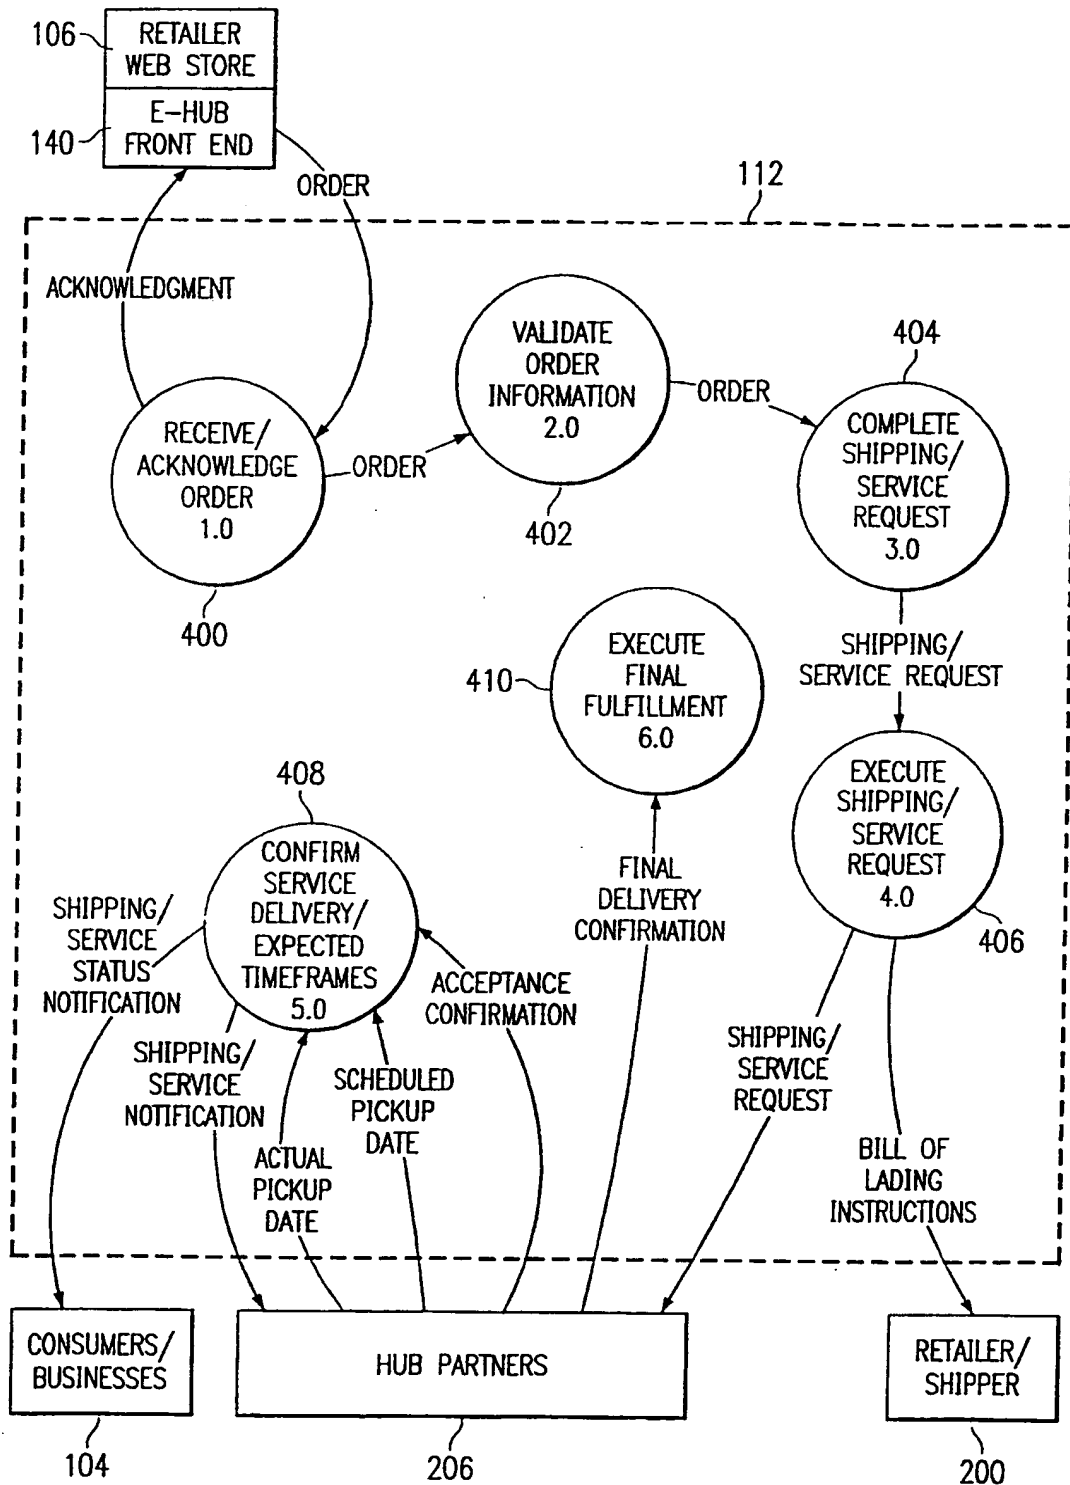 106
RETAILER
WEB STORE
140
E-HUB
FRONT END
ORDER
112
ACKNOWLEDGMENT
VALIDATE
ORDER
INFORMATION
2.0
402
ORDER
404
COMPLETE
SHIPPING/
SERVICE
REQUEST
3.0
RECEIVE/
ACKNOWLEDGE
ORDER
1.0
400
ORDER
SHIPPING/
SERVICE REQUEST
410
EXECUTE
FINAL
FULFILLMENT
6.0
EXECUTE
SHIPPING/
SERVICE
REQUEST
4.0
406
408
CONFIRM
SERVICE
DELIVERY/
EXPECTED
TIMEFRAMES
5.0
FINAL
DELIVERY
CONFIRMATION
SHIPPING/
SERVICE
STATUS
NOTIFICATION
ACCEPTANCE
CONFIRMATION
SHIPPING/
SERVICE
NOTIFICATION
SCHEDULED
PICKUP
DATE
SHIPPING/
SERVICE
REQUEST
ACTUAL
PICKUP
DATE
BILL OF
LADING
INSTRUCTIONS
CONSUMERS/
BUSINESSES
104
HUB PARTNERS
206
RETAILER/
SHIPPER
200